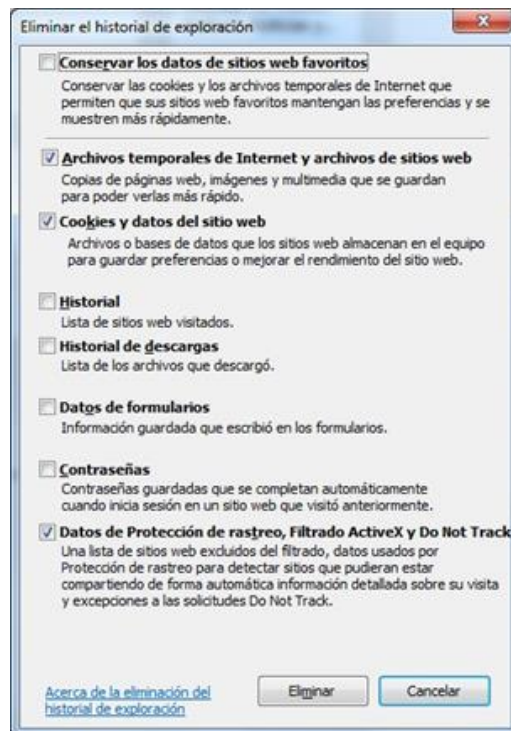 Eliminar el historial de exploración
Conservar los datos de sitios web favoritos
Conservar las cookies y los archivos temporales de Internet que
permiten que sus sitios web favoritos mantengan las preferencias y se
muestren más rápidamente.
Archivos temporales de Internet y archivos de sitios web
Copias de páginas web, imágenes y multimedia que se guardan
para poder verlas más rápido.
Cookies y datos del sitio web
Archivos o bases de datos que los sitios web almacenan en el equipo
para guardar preferencias o mejorar el rendimiento del sitio web.
Historial
Lista de sitios web visitados.
Historial de descargas
Lista de los archivos que descargó.
Datos de formularios
Información guardada que escribió en los formularios.
Contraseñas
Contraseñas guardadas que se completan automáticamente
cuando inicia sesión en un sitio web que visitó anteriormente.
Datos de Protección de rastreo, Filtrado ActiveX y Do Not Track
Una lista de sitios web excluidos del filtrado, datos usados por
Protección de rastreo para detectar sitios que pudieran estar
compartiendo de forma automática información detallada sobre su visita
y excepciones a las solicitudes Do Not Track.
Acerca de la eliminación del
historial de exploración
Eliminar
Cancelar